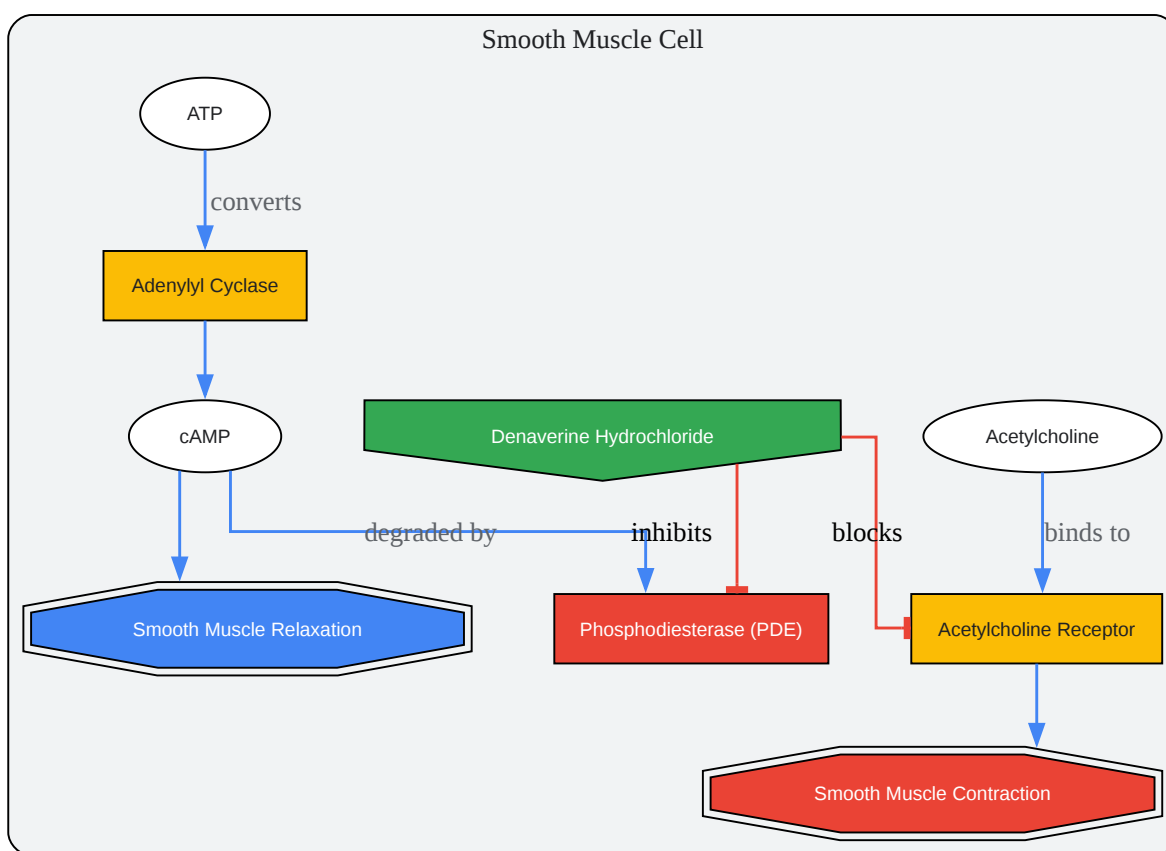 Smooth Muscle Cell
ATP
converts
Adenylyl Cyclase
cAMP
Denaverine Hydrochloride
Acetylcholine
degraded by
inhibits
blocks
binds to
Smooth Muscle Relaxation
Phosphodiesterase (PDE)
Acetylcholine Receptor
Smooth Muscle Contraction